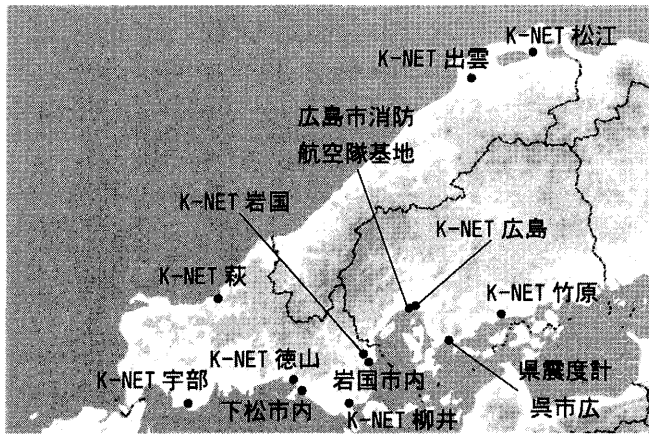 K-NET 松江
K-NET 出雲
広島市消防
航空隊基地
K-NET 岩国
K-NET 広島
K-NET 萩
K-NET 竹原
K-NET 徳山
K-NET 宇部
岩国市内
県震度計
下松市内
呉市広
K-NET 柳井